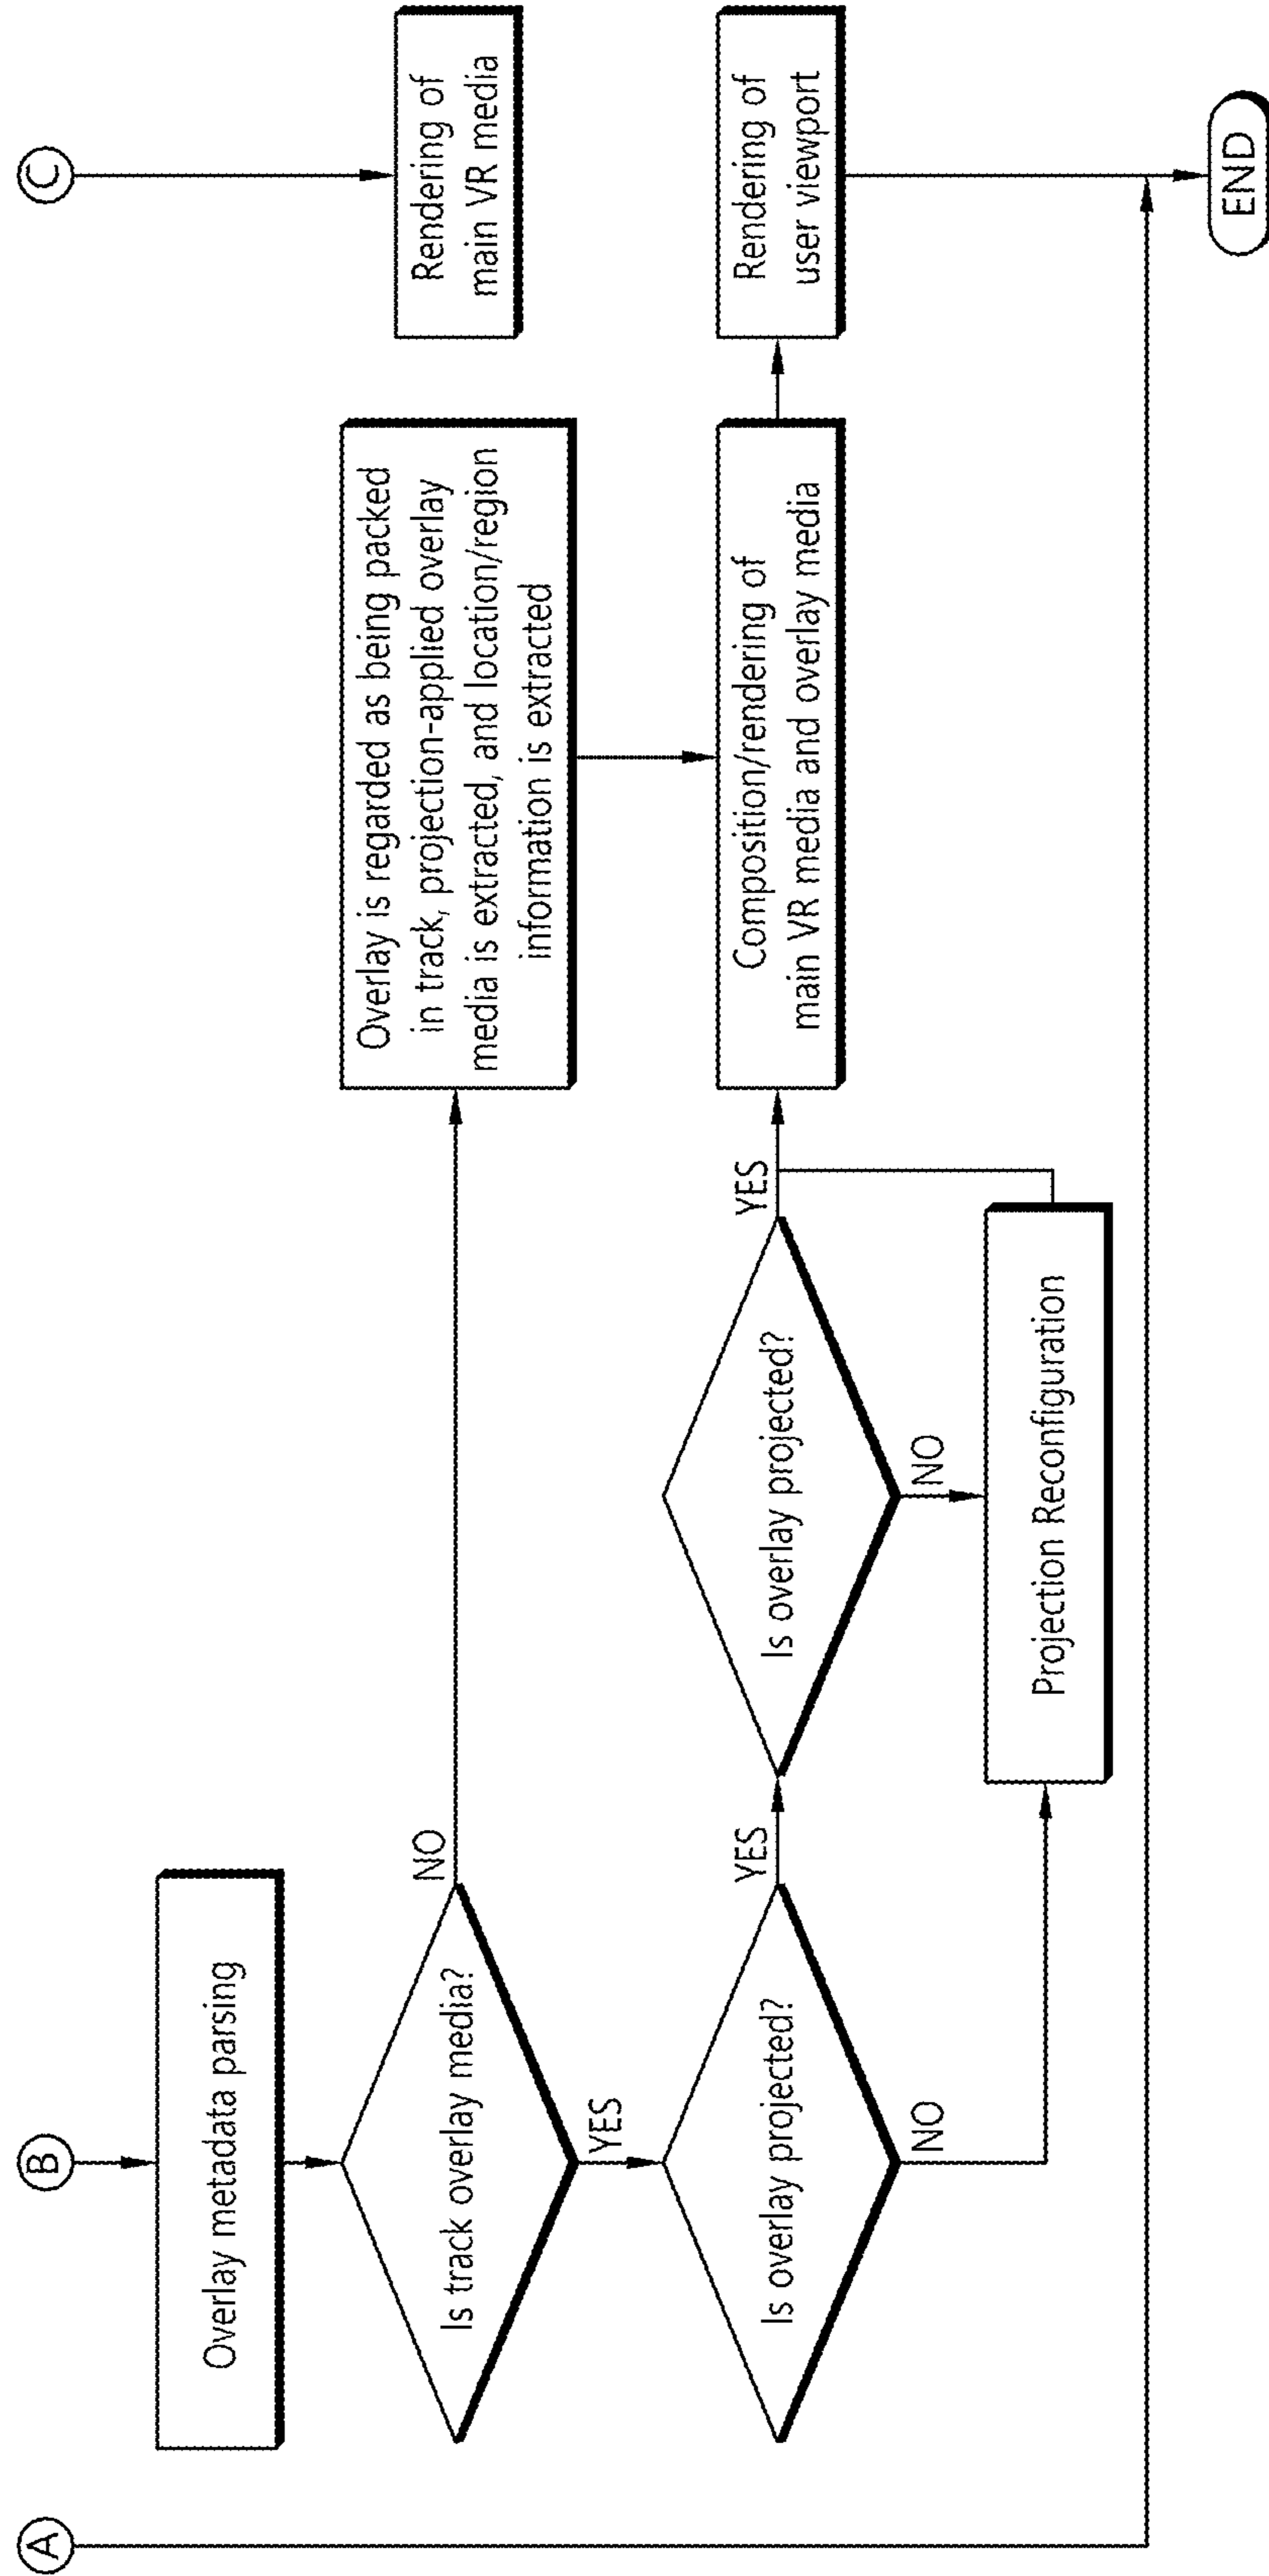 A
B
C
Overlay metadata parsing
Is track overlay media?
NO
YES
Overlay is regarded as being packed
in track, projection-applied overlay
media is extracted, and location/region
information is extracted
Rendering of
main VR media
Is overlay projected?
YES
NO
Is overlay projected?
YES
NO
Composition/rendering of
main VR media and overlay media
Rendering of
user viewport
Projection Reconfiguration
END